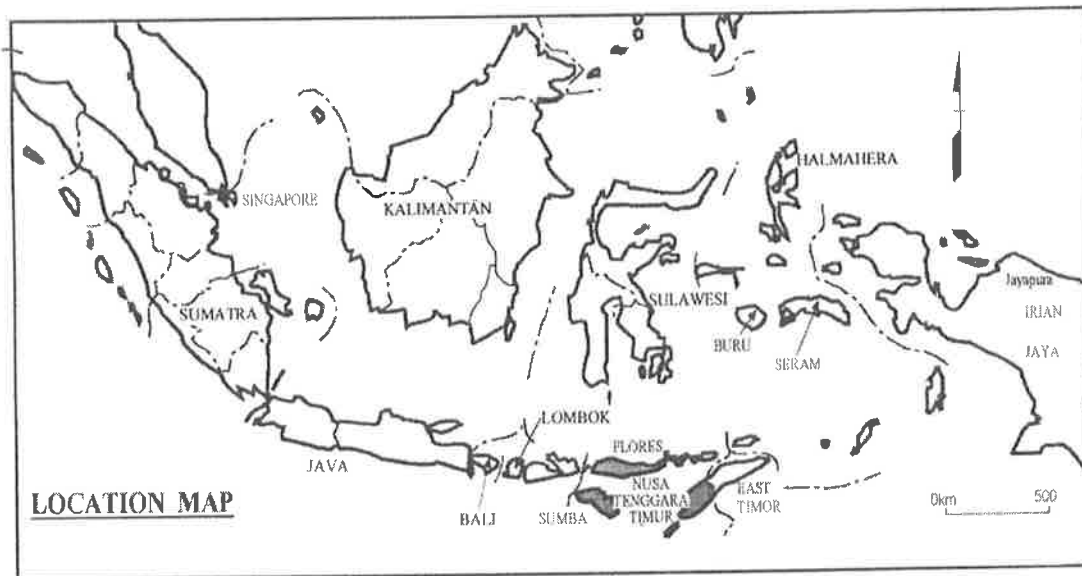 HALMAHERA
SINGAPORE
KALIMANTAN
Jayapura
SULAWESI
IRIAN
SUMATRA
BURU
SERAM
JAYA
LOMBOK
FLORES
JAVA
NUSA
TENGGARA
TIMUR
EAST
TIMOR
LOCATION MAP
BALI
SUMBA
0km 500